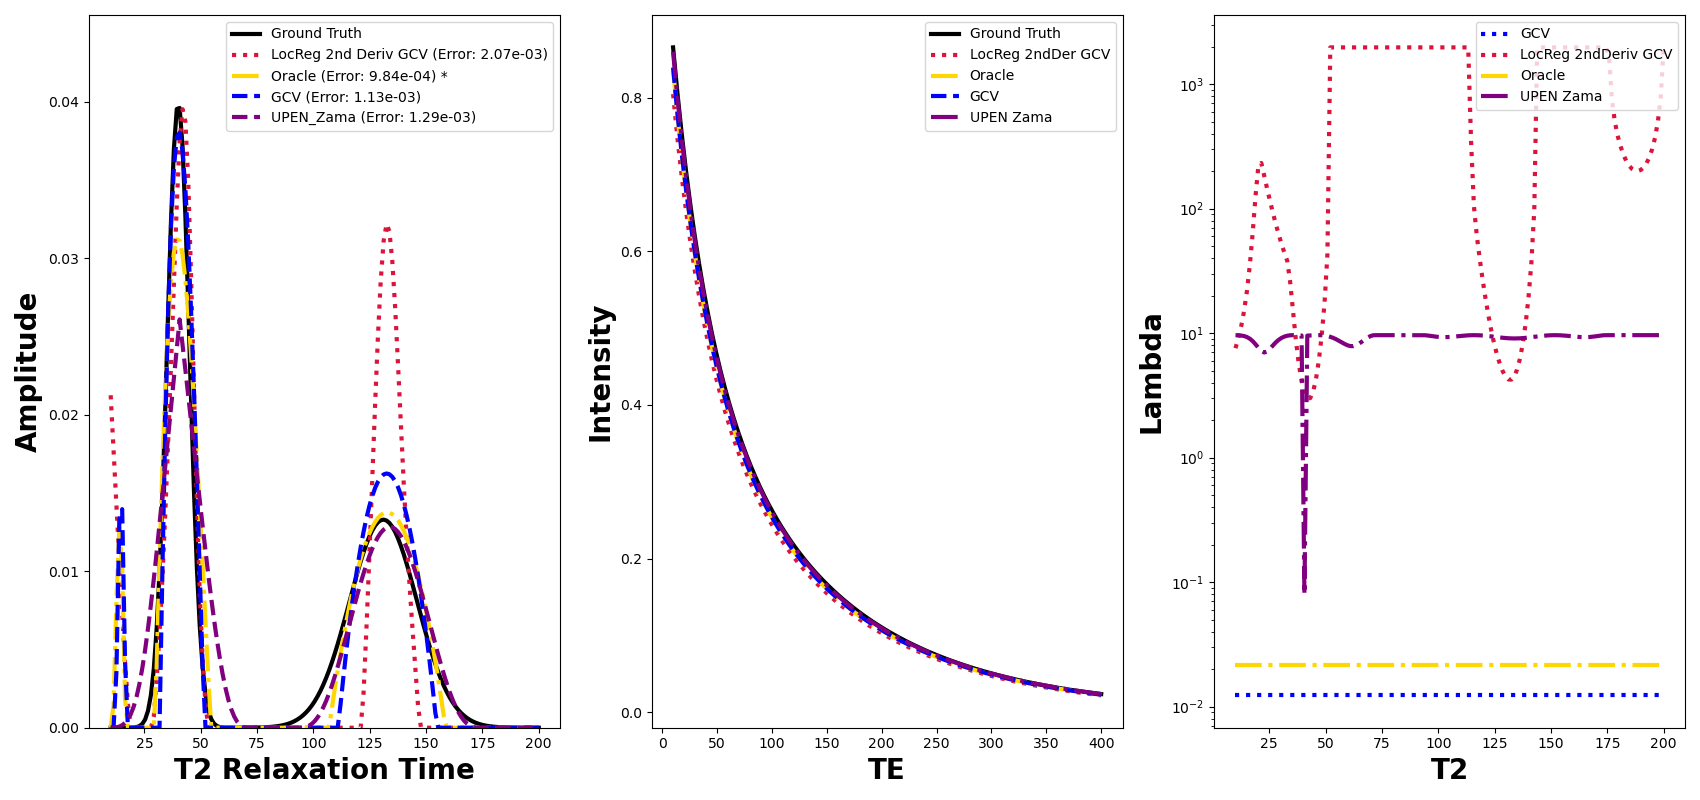 Amplitude
0.04
0.03
0.02
0.01
0.00
Ground Truth
LocReg 2nd Deriv GCV (Error: 2.07e-03)
Oracle (Error: 9.84e-04) *
GCV (Error: 1.13e-03)
UPEN_Zama (Error: 1.29e-03)
25 50 75 100 125 150 175 200
T2 Relaxation Time
Intensity
0.8
0.6
0.4
0.2
0.0
Ground Truth
LocReg 2ndDer GCV
Oracle
GCV
UPEN Zama
0 50 100 150 200 250 300 350 400
TE
Lambda
10³
10²
10¹
10⁰
10⁻¹
10⁻²
GCV
LocReg 2ndDeriv GCV
Oracle
UPEN Zama
25 50 75 100 125 150 175 200
T2